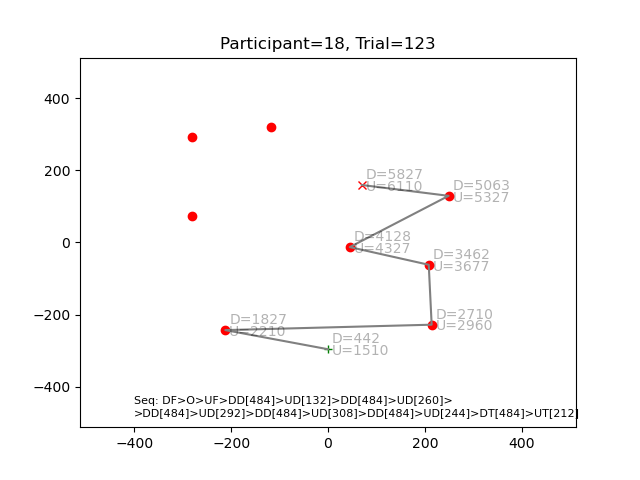 Participant=18, Trial=123
400
200
0
−200
−400
D=5827
U=6110
D=5063
U=5327
D=4128
U=4327
D=3462
U=3677
D=2710
U=2960
D=1827
U=2210
D=442
U=1510
Seq: DF>O>UF>DD[484]>UD[132]>DD[484]>UD[260]>
>DD[484]>UD[292]>DD[484]>UD[308]>DD[484]>UD[244]>DT[484]>UT[212]
−400 −200 0 200 400